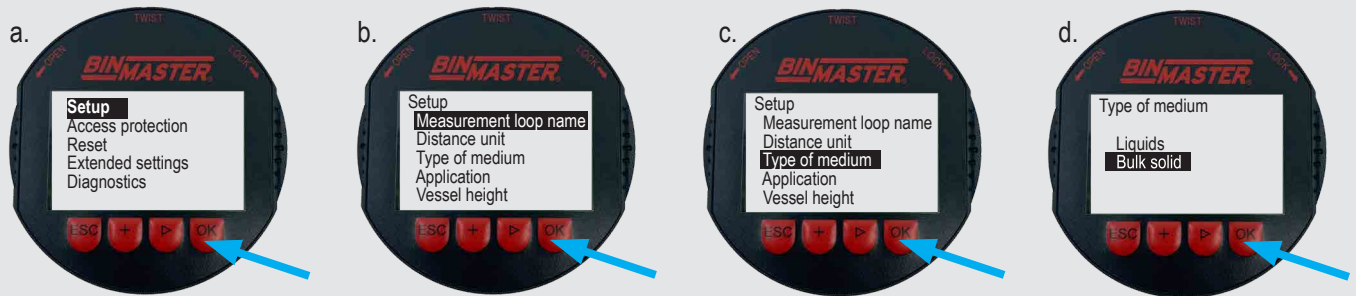 a.
TWIST
OPEN
LOCK
BINMASTER
Setup
Access protection
Reset
Extended settings
Diagnostics
ESC + ▷ OK
b.
TWIST
OPEN
LOCK
BINMASTER
Setup
Measurement loop name
Distance unit
Type of medium
Application
Vessel height
ESC + ▷ OK
c.
TWIST
OPEN
LOCK
BINMASTER
Setup
Measurement loop name
Distance unit
Type of medium
Application
Vessel height
ESC + ▷ OK
d.
TWIST
OPEN
LOCK
BINMASTER
Type of medium
Liquids
Bulk solid
ESC + ▷ OK